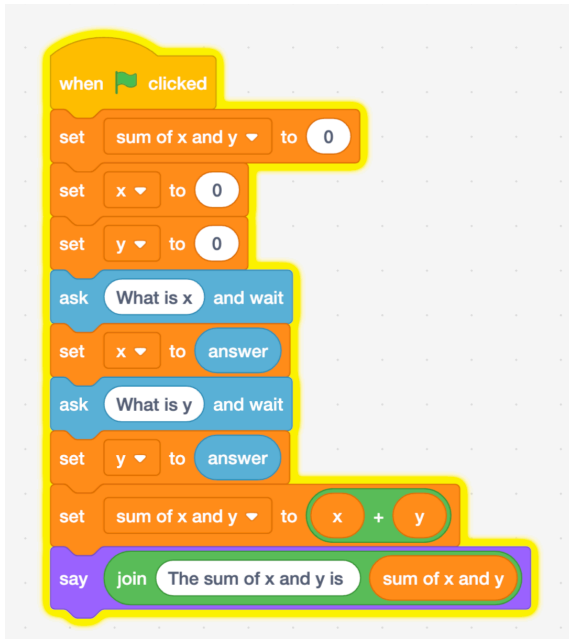 when clicked
set sum of x and y to 0
set x to 0
set y to 0
ask What is x and wait
set x to answer
ask What is y and wait
set y to answer
set sum of x and y to x + y
say join The sum of x and y is sum of x and y